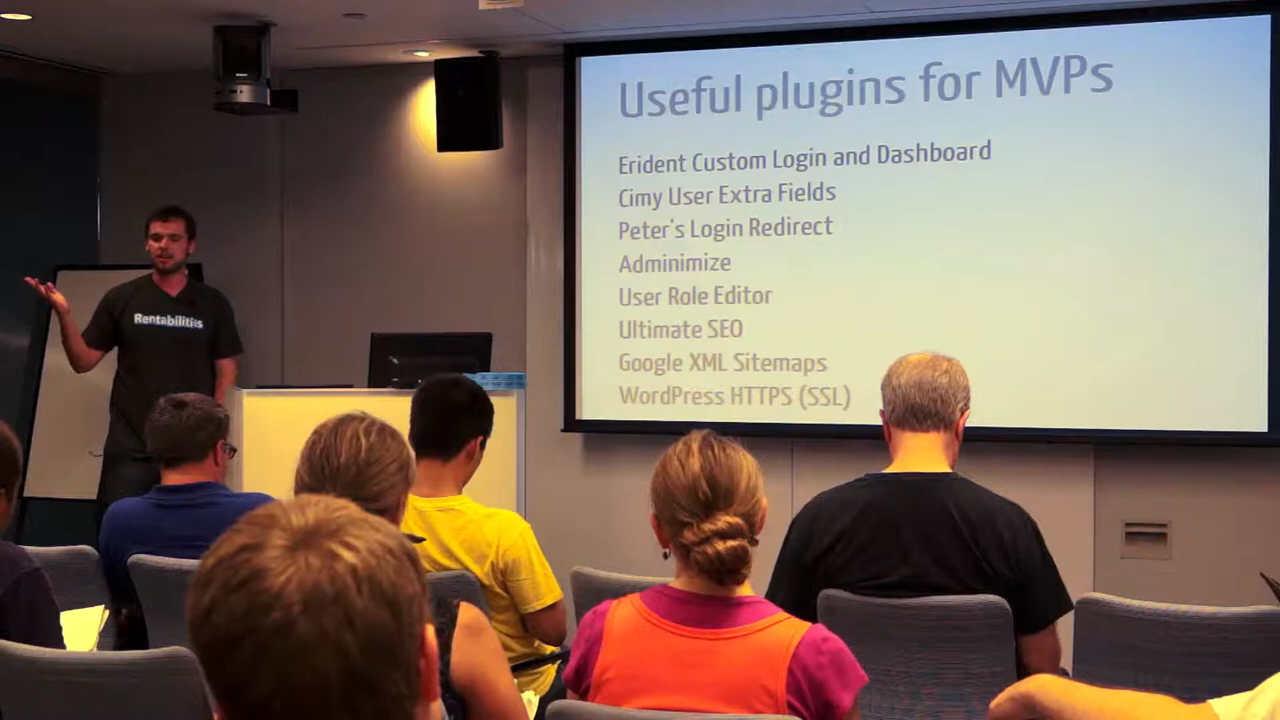 Useful plugins for MVPs
Erident Custom Login and Dashboard
Cimy User Extra Fields
Peter's Login Redirect
Adminimize
User Role Editor
Ultimate SEO
Google XML Sitemaps
WordPress HTTPS (SSL)
Rentabilities